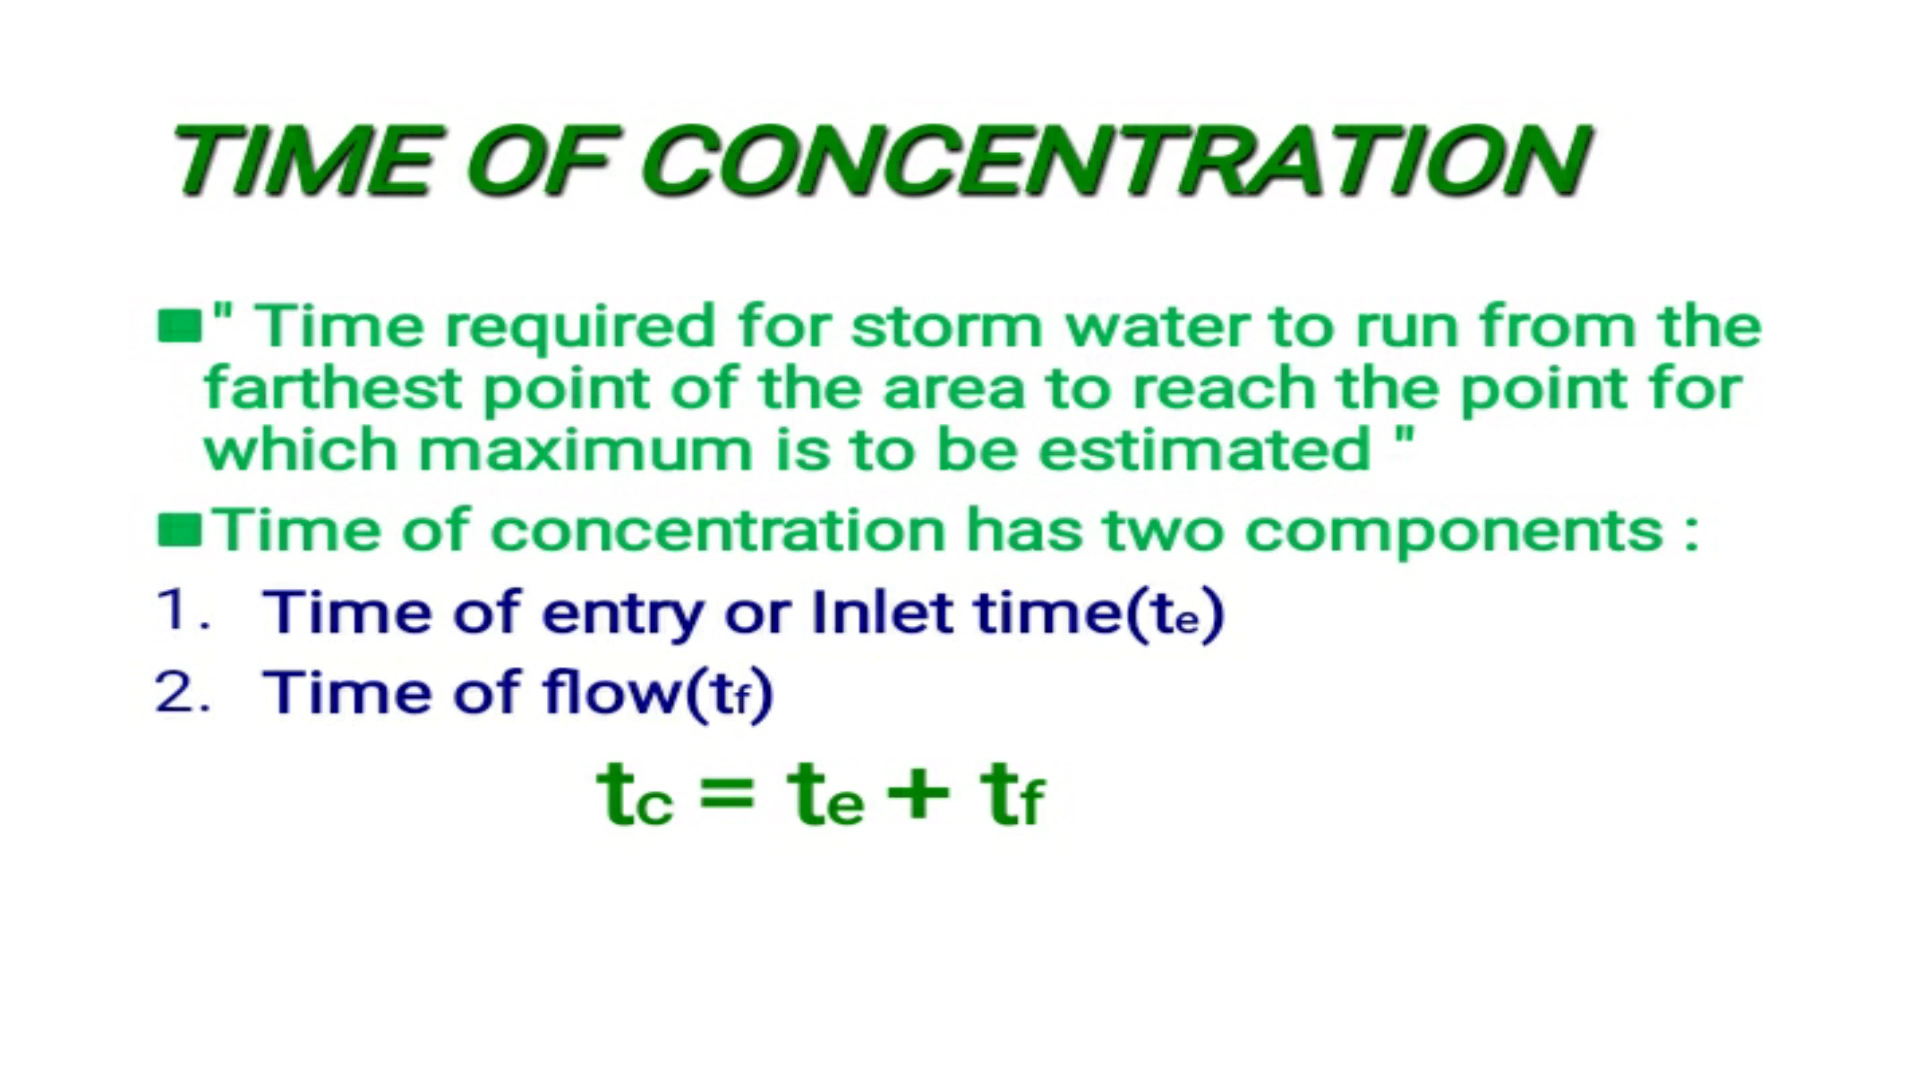 TIME OF CONCENTRATION
" Time required for storm water to run from the
farthest point of the area to reach the point for
which maximum is to be estimated "
Time of concentration has two components :
1. Time of entry or Inlet time(te)
2. Time of flow(tf)
tc = te + tf